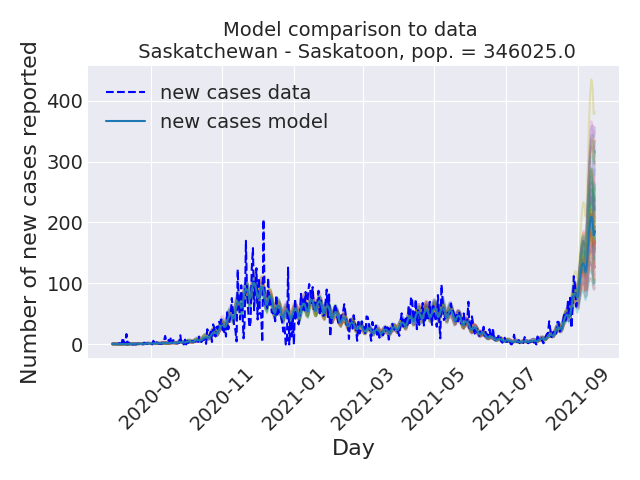 Model comparison to data
Saskatchewan - Saskatoon, pop. = 346025.0
new cases data
new cases model
Number of new cases reported
400
300
200
100
0
2020-09
2020-11
2021-01
2021-03
2021-05
2021-07
2021-09
Day